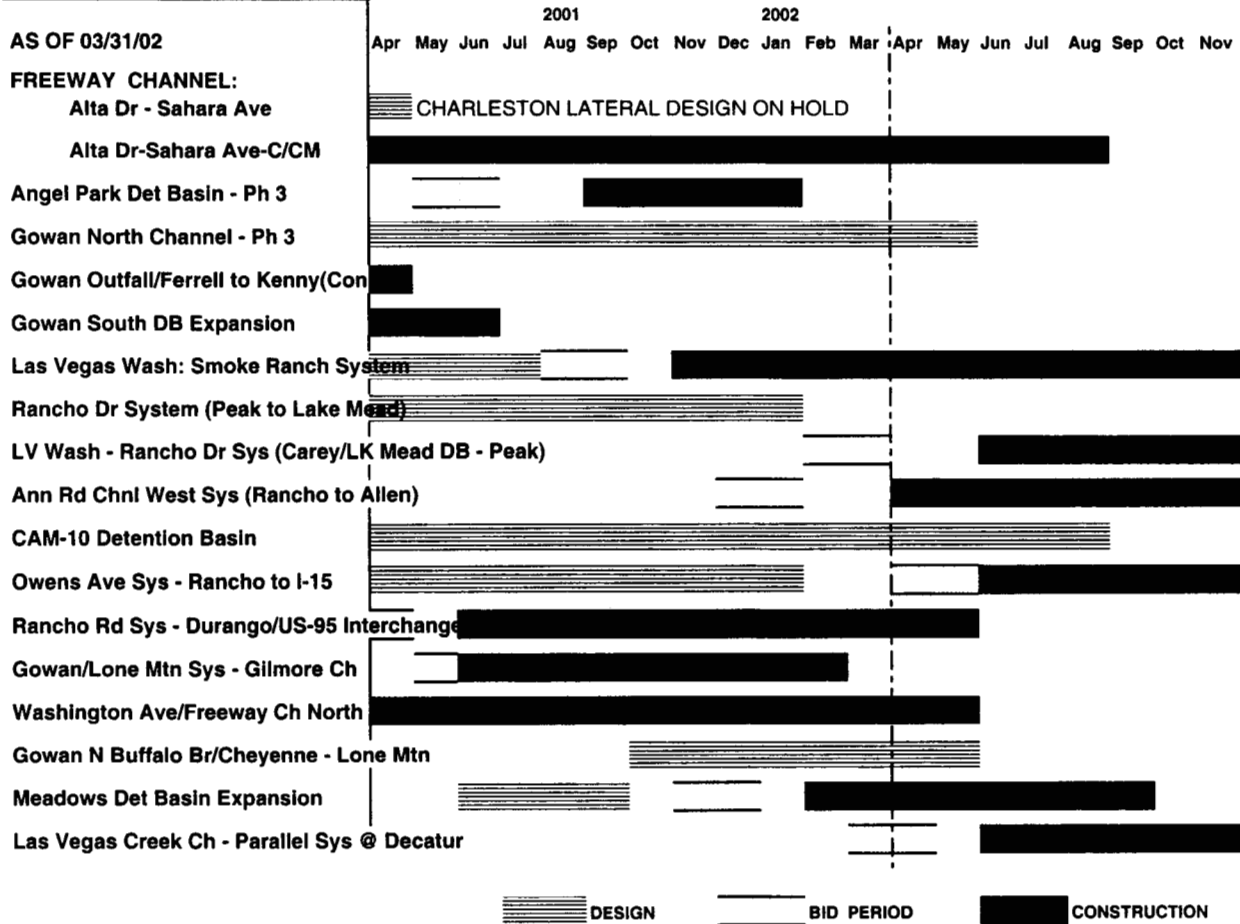 2001 2002
AS OF 03/31/02 Apr May Jun Jul Aug Sep Oct Nov Dec Jan Feb Mar Apr May Jun Jul Aug Sep Oct Nov
FREEWAY CHANNEL:
Alta Dr - Sahara Ave CHARLESTON LATERAL DESIGN ON HOLD
Alta Dr-Sahara Ave-C/CM
Angel Park Det Basin - Ph 3
Gowan North Channel - Ph 3
Gowan Outfall/Ferrell to Kenny(Con
Gowan South DB Expansion
Las Vegas Wash: Smoke Ranch System
Rancho Dr System (Peak to Lake Mead)
LV Wash - Rancho Dr Sys (Carey/LK Mead DB - Peak)
Ann Rd Chnl West Sys (Rancho to Allen)
CAM-10 Detention Basin
Owens Ave Sys - Rancho to I-15
Rancho Rd Sys - Durango/US-95 Interchange
Gowan/Lone Mtn Sys - Gilmore Ch
Washington Ave/Freeway Ch North
Gowan N Buffalo Br/Cheyenne - Lone Mtn
Meadows Det Basin Expansion
Las Vegas Creek Ch - Parallel Sys @ Decatur
DESIGN BID PERIOD CONSTRUCTION